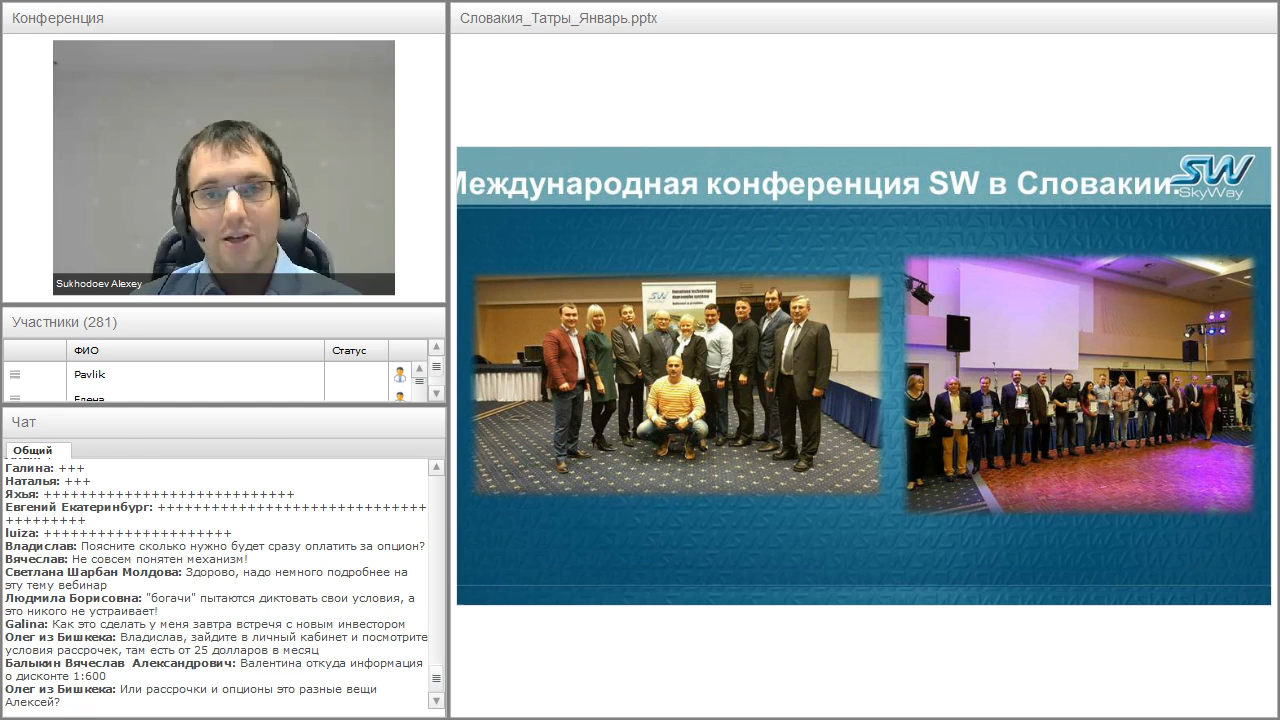 Конференция
Sukhodoev Alexey
Участники (281)
ФИО
Статус
Pavlik
Елена
Чат
Общий
Галина: +++
Наталья: +++
Яхья: ++++++++++++++++++++++++++++
Евгений Екатеринбург: ++++++++++++++++++++++++++++++
+++++++++
luiza: +++++++++++++++++++++
Владислав: Поясните сколько нужно будет сразу оплатить за опцион?
Вячеслав: Не совсем понятен механизм!
Светлана Шарбан Молдова: Здорово, надо немного подробнее на
эту тему вебинар
Людмила Борисовна: "богачи" пытаются диктовать свои условия, а
это никого не устраивает!
Galina: Как это сделать у меня завтра встреча с новым инвестором
Олег из Бишкека: Владислав, зайдите в личный кабинет и посмотрите
условия рассрочек, там есть от 25 долларов в месяц
Балыкин Вячеслав Александрович: Валентина откуда информация
о дисконте 1:600
Олег из Бишкека: Или рассрочки и опционы это разные вещи
Алексей?
Словакия_Татры_Январь.pptx
Международная конференция SW в Словакии.
SW
SkyWay
SW